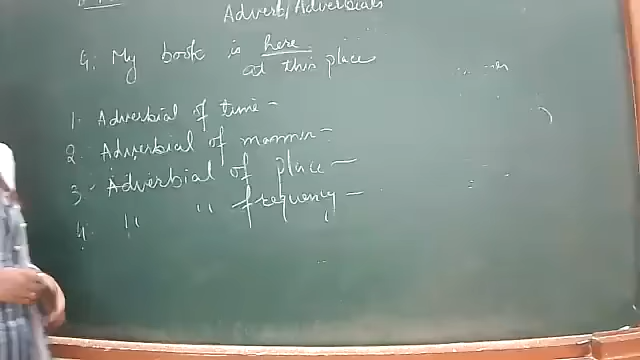 Adverb/Adverbials
4. My book is here.
at this place
1. Adverbial of time -
2. Adverbial of manner -
3. Adverbial of place -
4. " " frequency -